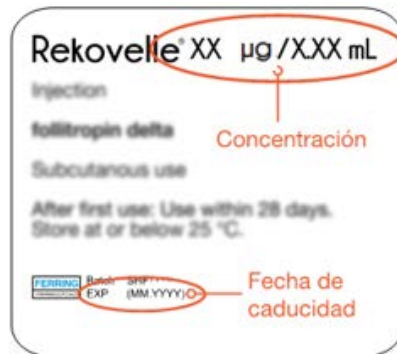 Rekovelle® XX µg/X.XX mL
Injection
Concentración
follitropin delta
Subcutanous use
After first use: Use within 28 days.
Store at or below 25 °C.
FERRING Batch
EXP (MM.YYYY)
Fecha de
caducidad